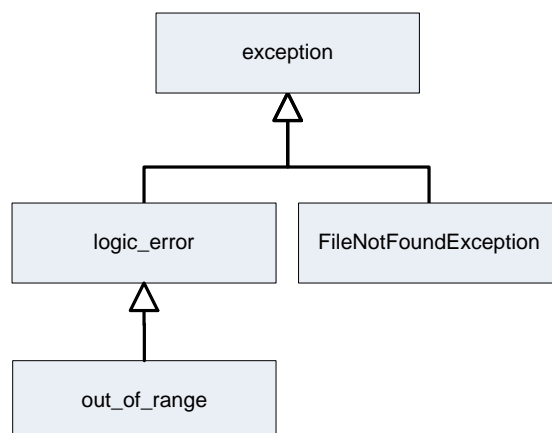 exception
logic_error
FileNotFoundException
out_of_range